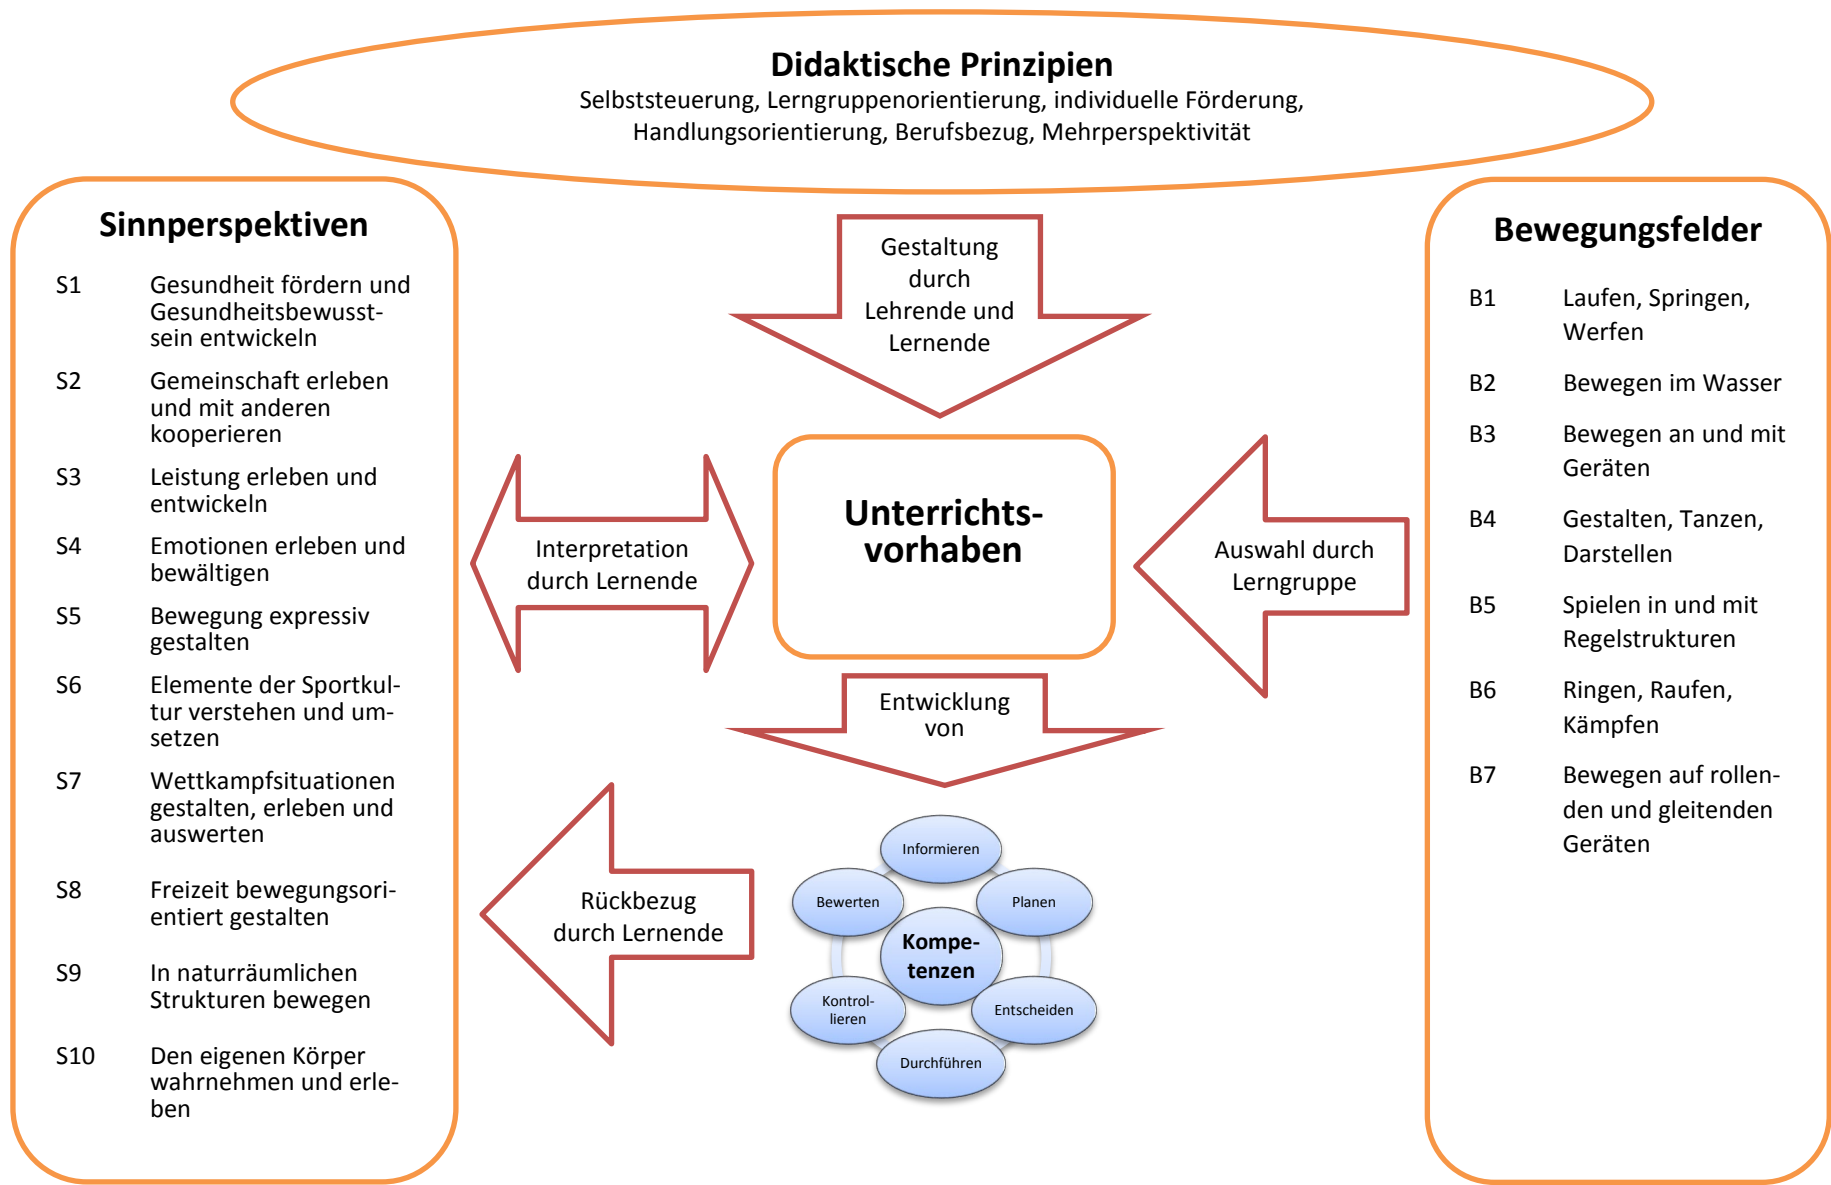 Didaktische Prinzipien
Selbststeuerung, Lerngruppenorientierung, individuelle Förderung,
Handlungsorientierung, Berufsbezug, Mehrperspektivität
Sinnperspektiven
S1 Gesundheit fördern und
Gesundheitsbewusst-
sein entwickeln
S2 Gemeinschaft erleben
und mit anderen
kooperieren
S3 Leistung erleben und
entwickeln
S4 Emotionen erleben und
bewältigen
S5 Bewegung expressiv
gestalten
S6 Elemente der Sportkul-
tur verstehen und um-
setzen
S7 Wettkampfsituationen
gestalten, erleben und
auswerten
S8 Freizeit bewegungsori-
entiert gestalten
S9 In naturräumlichen
Strukturen bewegen
S10 Den eigenen Körper
wahrnehmen und erle-
ben
Gestaltung
durch
Lehrende und
Lernende
Interpretation
durch Lernende
Unterrichts-
vorhaben
Auswahl durch
Lerngruppe
Entwicklung
von
Rückbezug
durch Lernende
Informieren
Planen
Entscheiden
Durchführen
Kontrol-
lieren
Bewerten
Kompe-
tenzen
Bewegungsfelder
B1 Laufen, Springen,
Werfen
B2 Bewegen im Wasser
B3 Bewegen an und mit
Geräten
B4 Gestalten, Tanzen,
Darstellen
B5 Spielen in und mit
Regelstrukturen
B6 Ringen, Raufen,
Kämpfen
B7 Bewegen auf rollen-
den und gleitenden
Geräten